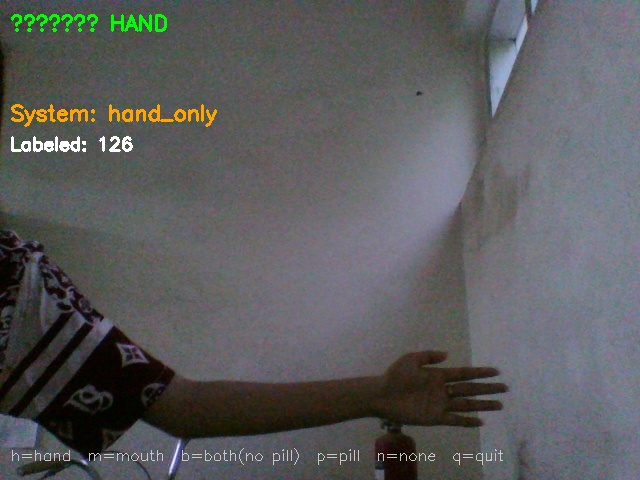 ??????? HAND
System: hand_only
Labeled: 126
h=hand m=mouth b=both(no pill) p=pill n=none q=quit